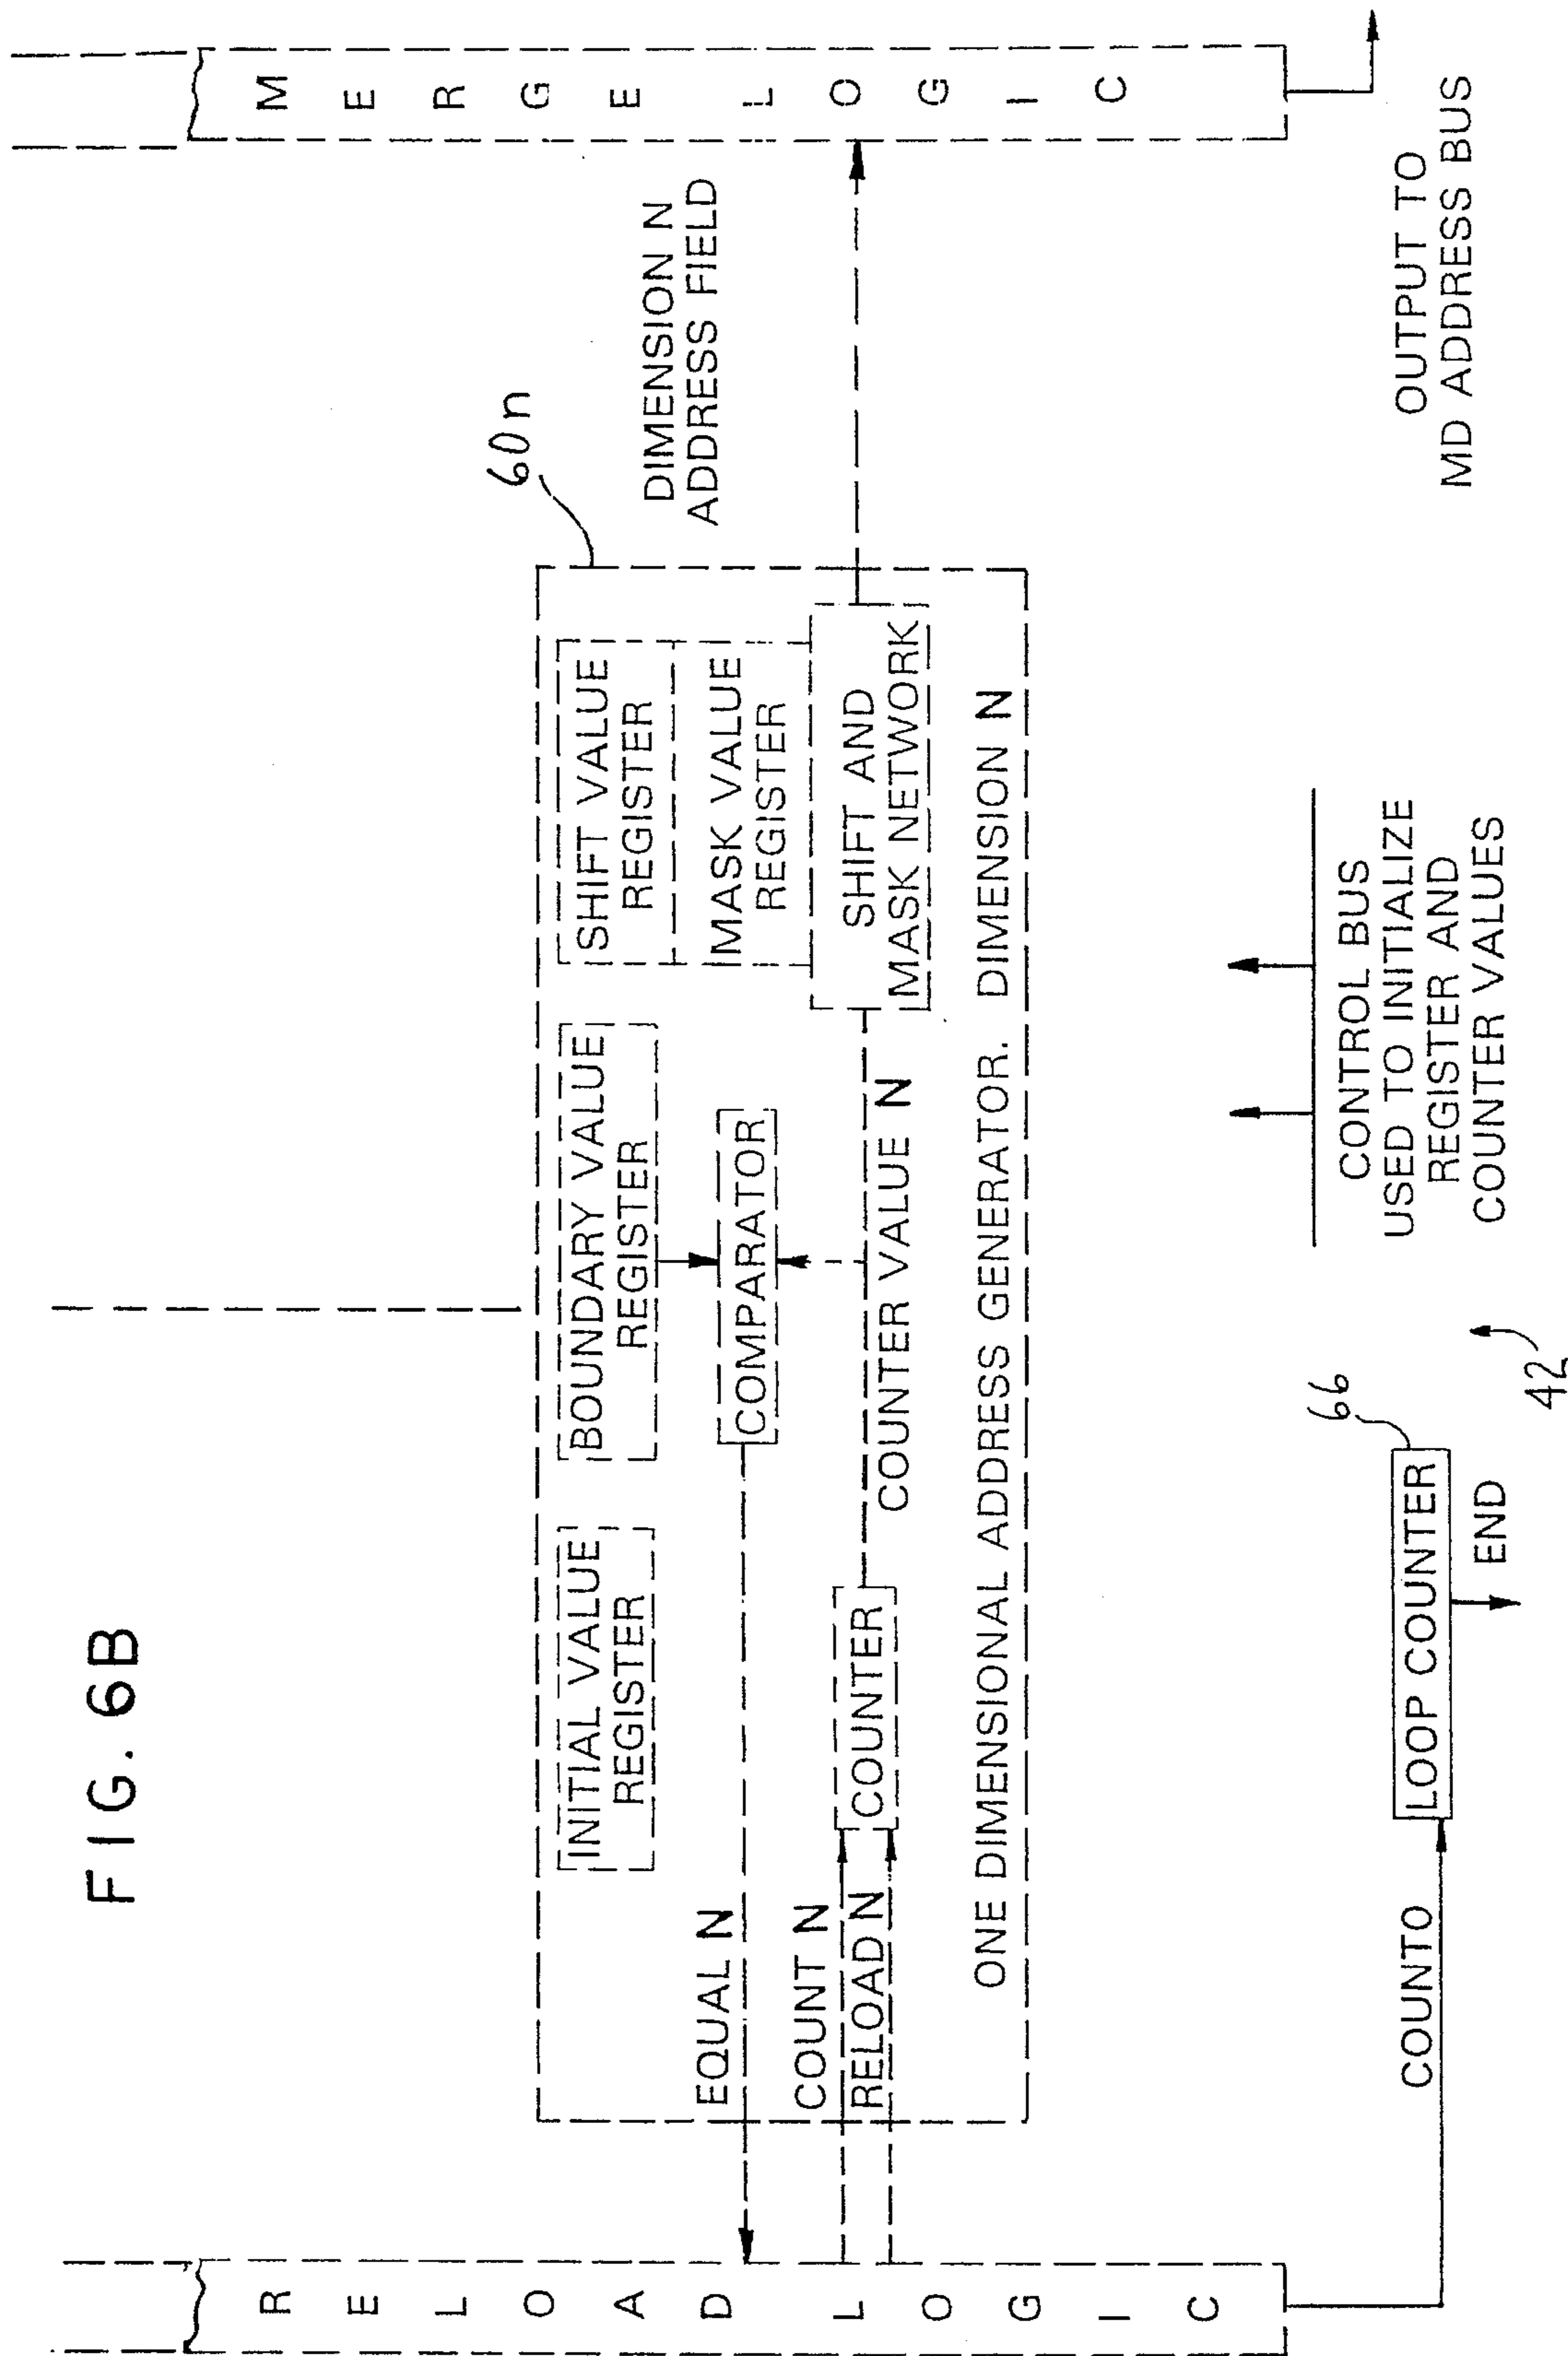 FIG. 6B
RELOAD LOGIC
MERGE LOGIC
60n
INITIAL VALUE
REGISTER
BOUNDARY VALUE
REGISTER
SHIFT VALUE
REGISTER
MASK VALUE
REGISTER
EQUAL N
COMPARATOR
DIMENSION N
ADDRESS FIELD
COUNT N
RELOAD N
COUNTER
COUNTER VALUE N
SHIFT AND
MASK NETWORK
ONE DIMENSIONAL ADDRESS GENERATOR. DIMENSION N
COUNTO
LOOP COUNTER
66
END
42
CONTROL BUS
USED TO INITIALIZE
REGISTER AND
COUNTER VALUES
OUTPUT TO
MD ADDRESS BUS